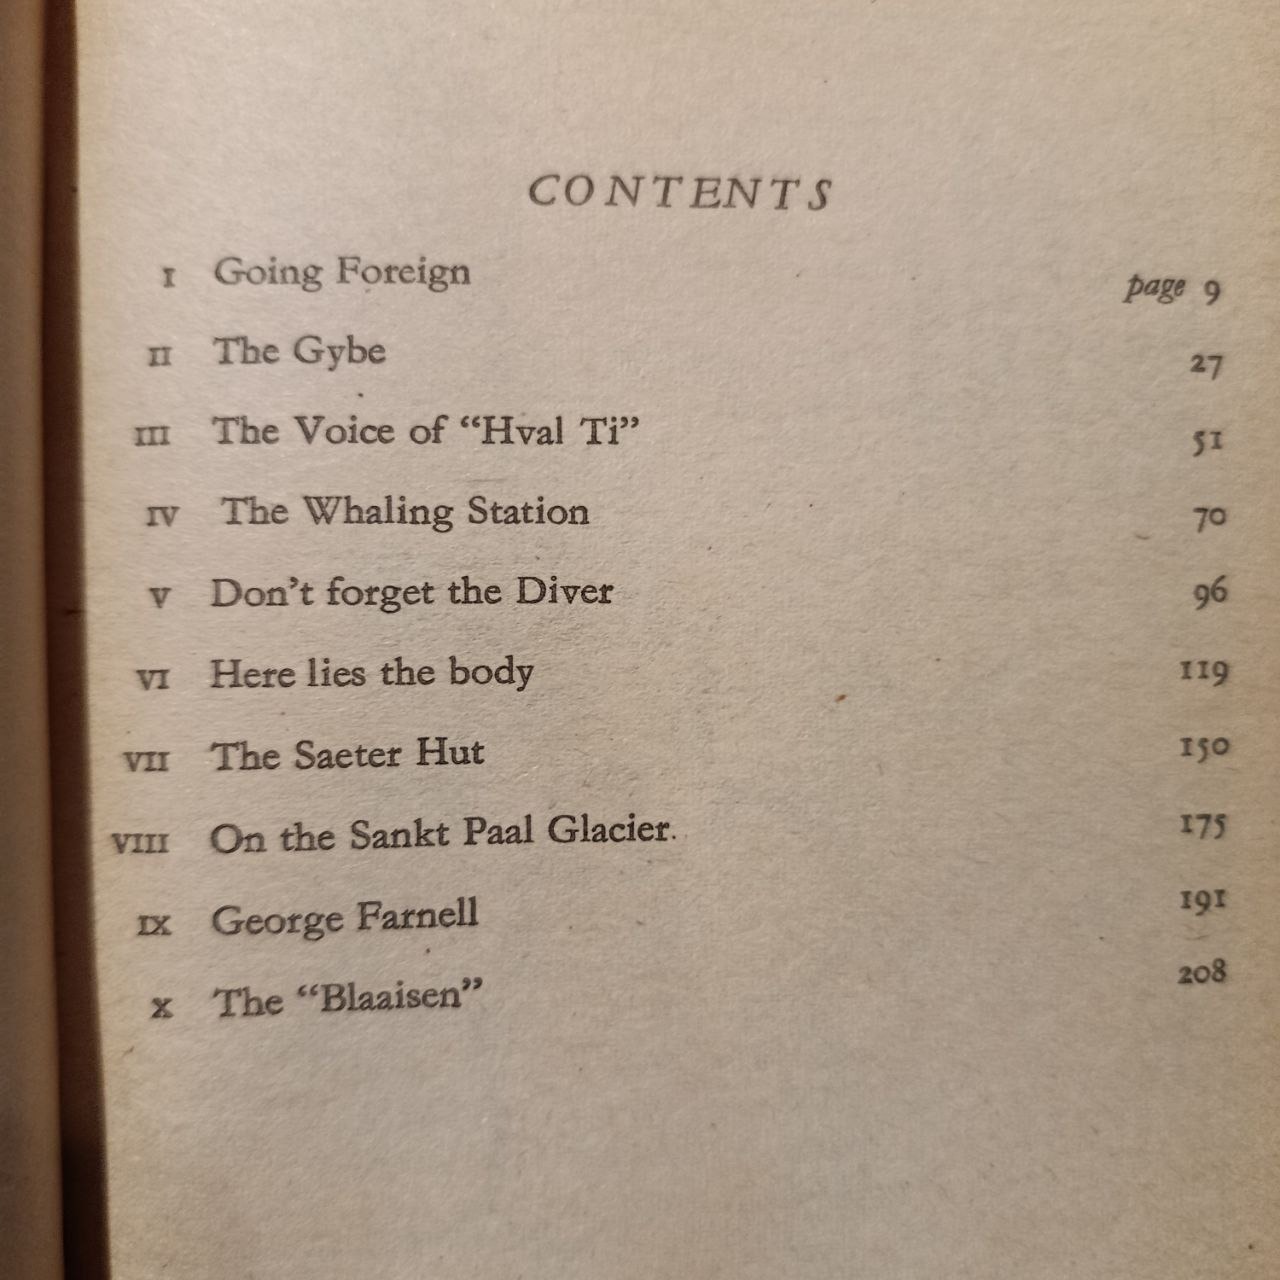 CONTENTS
I Going Foreign page 9
II The Gybe 27
III The Voice of “Hval Ti” 51
IV The Whaling Station 70
V Don’t forget the Diver 96
VI Here lies the body 119
VII The Saeter Hut 150
VIII On the Sankt Paal Glacier. 175
IX George Farnell 191
X The “Blaaisen” 208